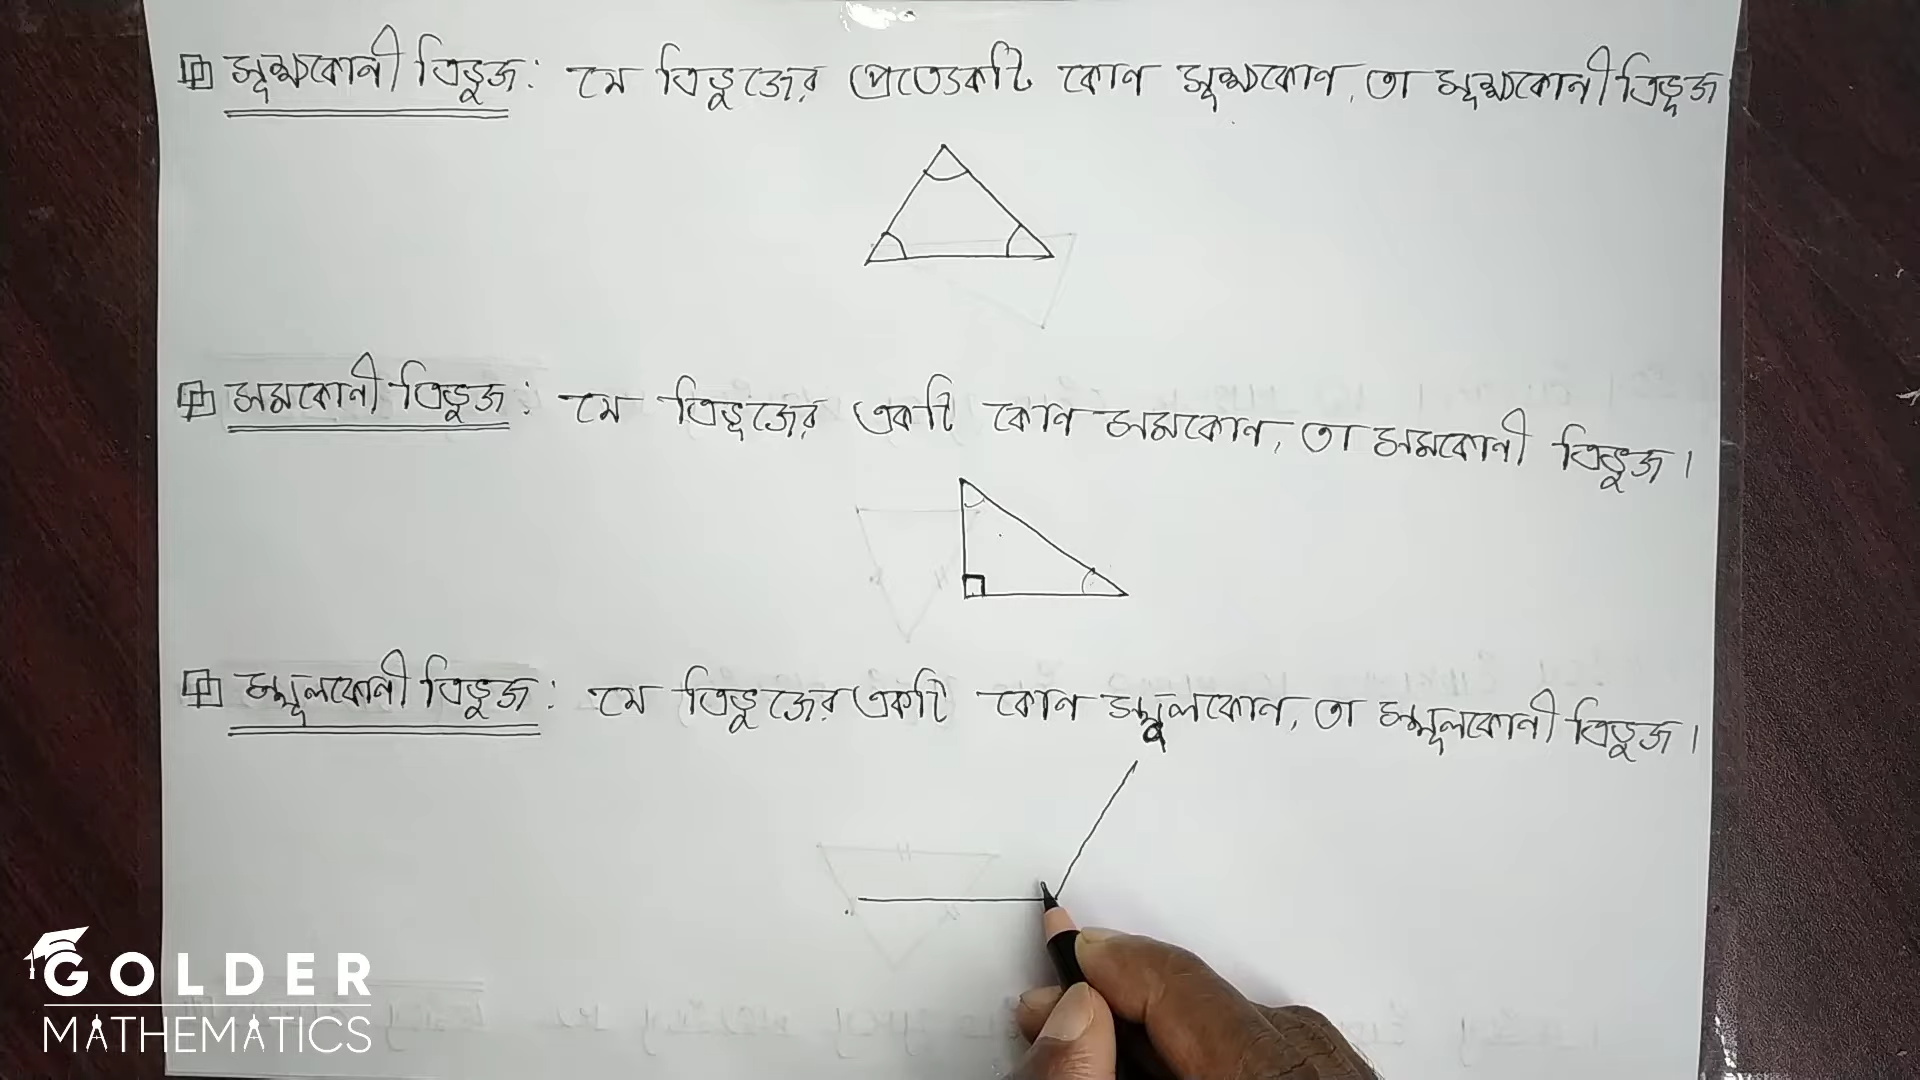 সূক্ষ্মকোনী ত্রিভুজ: যে ত্রিভুজের প্রত্যেকটি কোন সূক্ষ্মকোন, তা সূক্ষ্মকোনী ত্রিভুজ
সমকোনী ত্রিভুজ: যে ত্রিভুজের একটি কোন সমকোন, তা সমকোনী ত্রিভুজ।
স্থূলকোনী ত্রিভুজ: যে ত্রিভুজের একটি কোন স্থূলকোন, তা স্থূলকোনী ত্রিভুজ।
GOLDER
MATHEMATICS